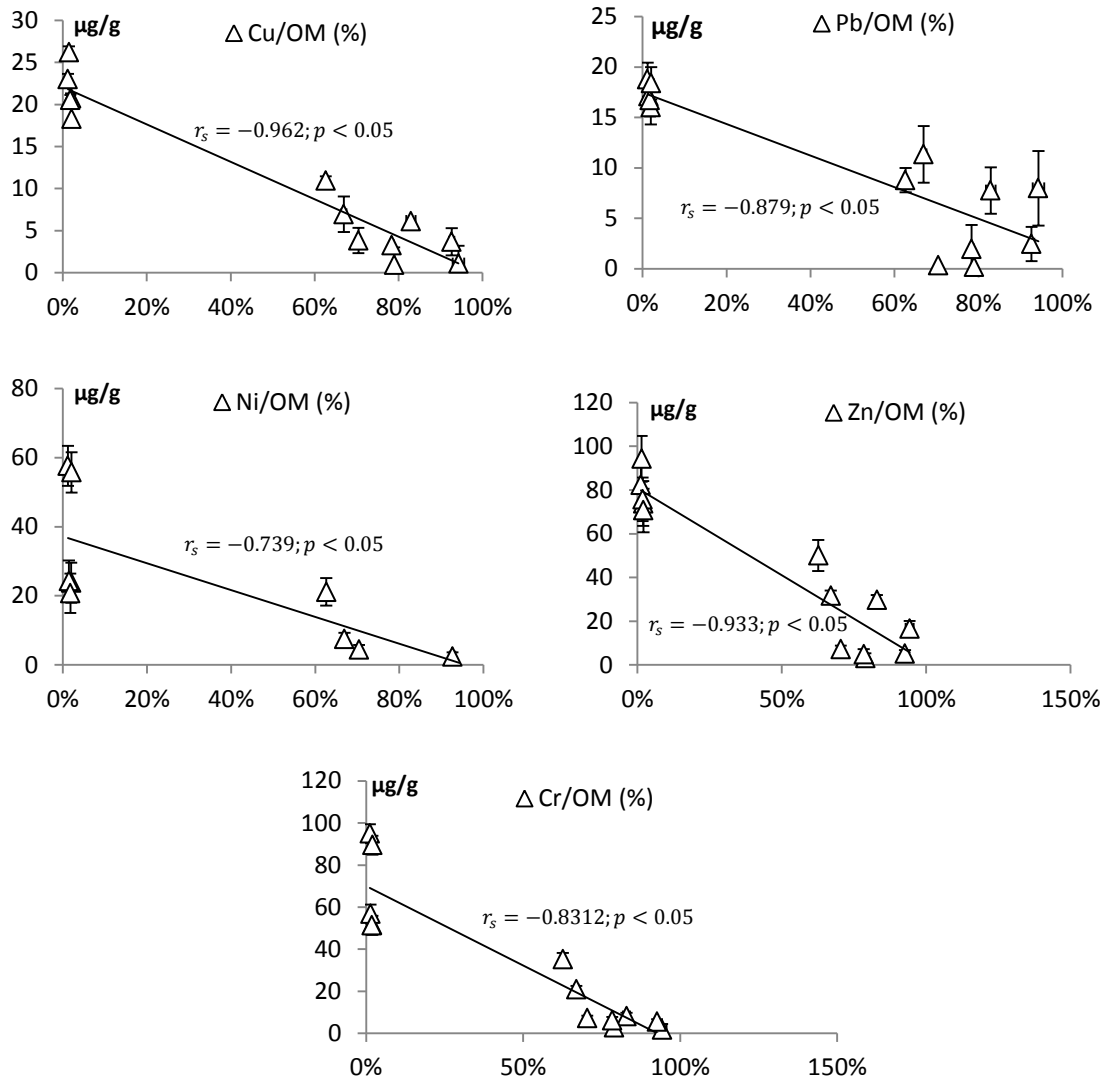 µg/g
Cu/OM (%)
30
25
20
15
10
5
0
r_s = −0.962; p < 0.05
0% 20% 40% 60% 80% 100%
µg/g
Pb/OM (%)
25
20
15
10
5
0
r_s = −0.879; p < 0.05
0% 20% 40% 60% 80% 100%
µg/g
Ni/OM (%)
80
60
40
20
0
r_s = −0.739; p < 0.05
0% 20% 40% 60% 80% 100%
µg/g
Zn/OM (%)
120
100
80
60
40
20
0
r_s = −0.933; p < 0.05
0% 50% 100% 150%
µg/g
Cr/OM (%)
120
100
80
60
40
20
0
r_s = −0.8312; p < 0.05
0% 50% 100% 150%